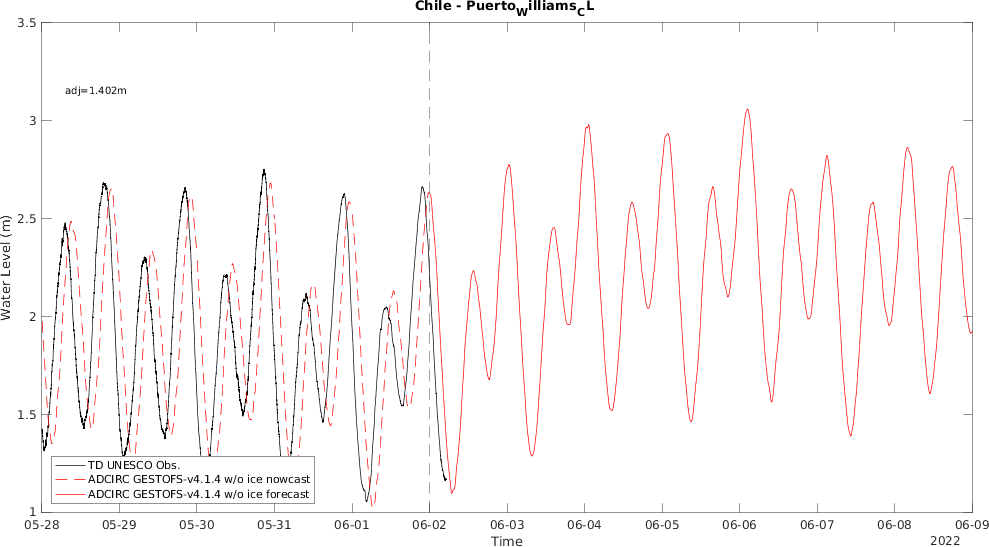 Chile - PuertoWilliamsCL
3.5
adj=1.402m
3
2.5
Water Level (m)
2
1.5
TD UNESCO Obs.
ADCIRC GESTOFS-v4.1.4 w/o ice nowcast
ADCIRC GESTOFS-v4.1.4 w/o ice forecast
1
05-28 05-29 05-30 05-31 06-01 06-02 06-03 06-04 06-05 06-06 06-07 06-08 06-09
Time
2022